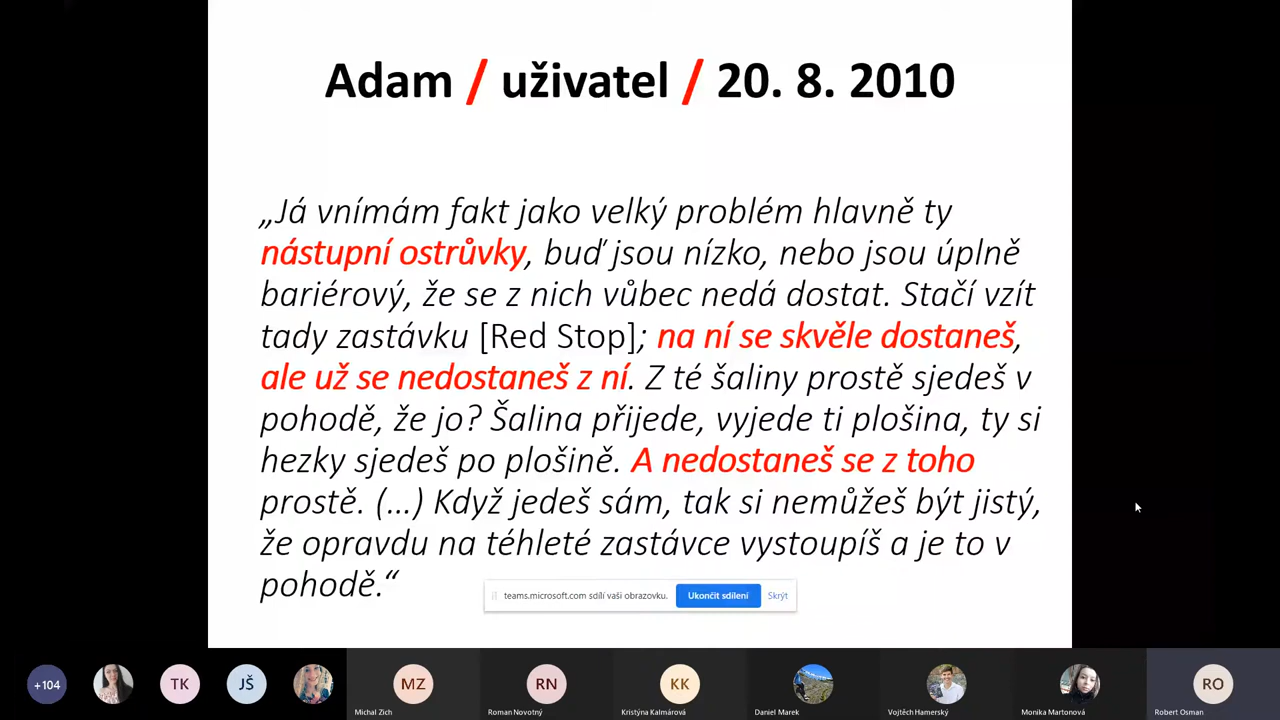 Adam / uživatel / 20. 8. 2010
„Já vnímám fakt jako velký problém hlavně ty
nástupní ostrůvky, buď jsou nízko, nebo jsou úplně
bariérový, že se z nich vůbec nedá dostat. Stačí vzít
tady zastávku [Red Stop]; na ní se skvěle dostaneš,
ale už se nedostaneš z ní. Z té šaliny prostě sjedeš v
pohodě, že jo? Šalina přijede, vyjede ti plošina, ty si
hezky sjedeš po plošině. A nedostaneš se z toho
prostě. (…) Když jedeš sám, tak si nemůžeš být jistý,
že opravdu na téhleté zastávce vystoupíš a je to v
pohodě.“
teams.microsoft.com sdílí vaši obrazovku. Ukončit sdílení Skrýt
+104 TK JŠ MZ RN KK RO
Michal Zich Roman Novotný Kristýna Kalmárová Daniel Marek Vojtěch Hamerský Monika Martonová Robert Osman